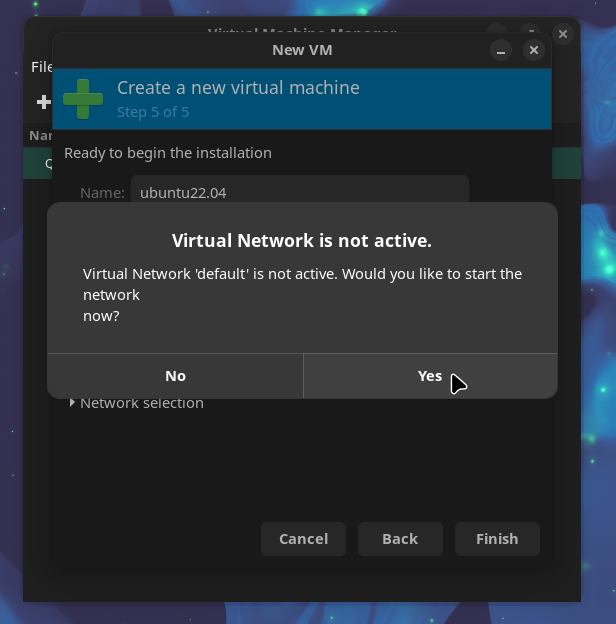 Virtual Machine Manager
New VM
File
Create a new virtual machine
Step 5 of 5
Ready to begin the installation
Name: ubuntu22.04
Virtual Network is not active.
Virtual Network 'default' is not active. Would you like to start the
network
now?
No Yes
Network selection
Cancel Back Finish